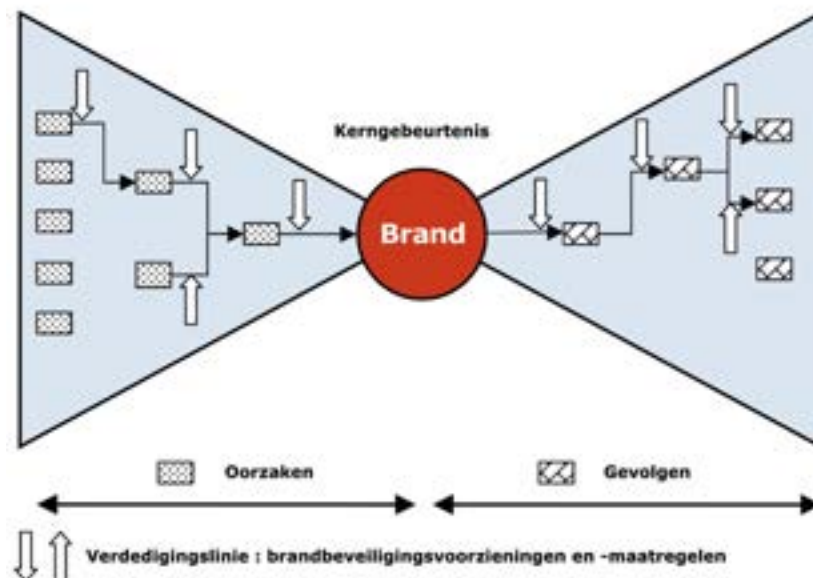 Kerngebeurtenis
Brand
Oorzaken
Gevolgen
Verdedigingslinie : brandbeveiligingsvoorzieningen en -maatregelen